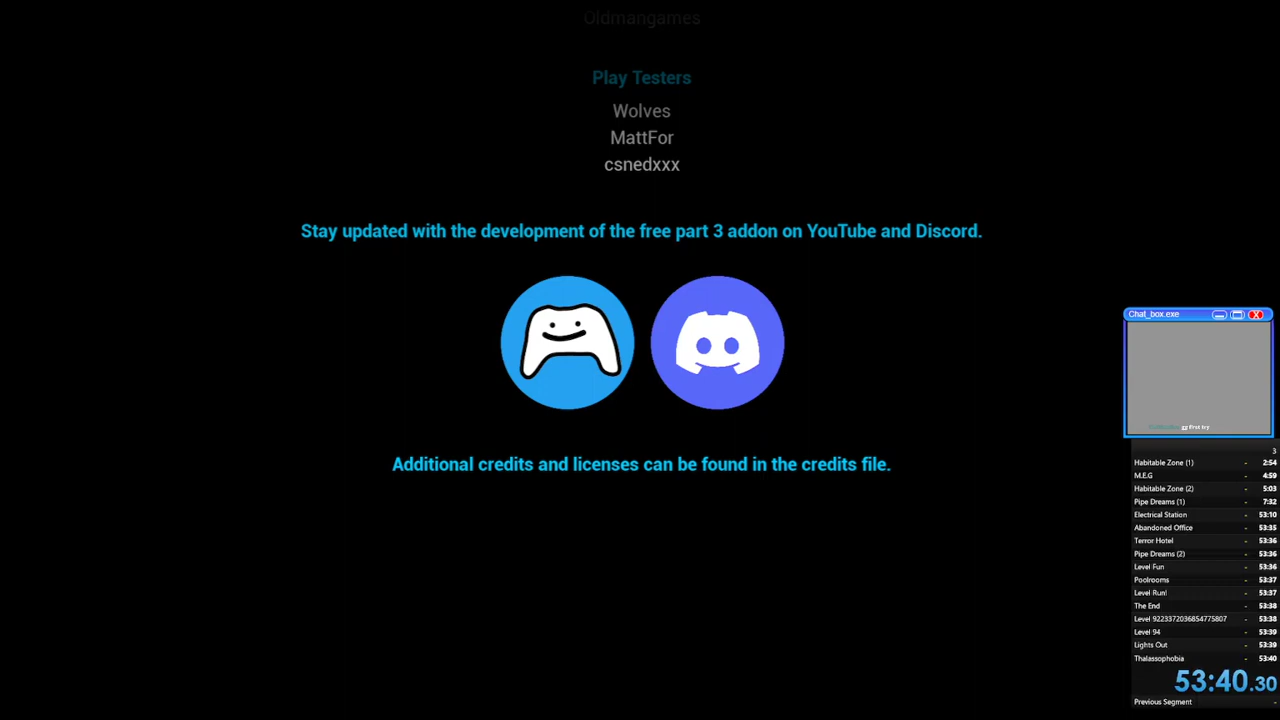 Oldmangames
Play Testers
Wolves
MattFor
csnedxxx
Stay updated with the development of the free part 3 addon on YouTube and Discord.
Additional credits and licenses can be found in the credits file.
Chat_box.exe
X
gg first try
3
Habitable Zone (1) - 2:54
M.E.G - 4:59
Habitable Zone (2) - 5:03
Pipe Dreams (1) - 7:32
Electrical Station - 53:10
Abandoned Office - 53:35
Terror Hotel - 53:36
Pipe Dreams (2) - 53:36
Level Fun - 53:36
Poolrooms - 53:37
Level Run! - 53:37
The End - 53:38
Level 9223372036854775807 - 53:38
Level 94 - 53:39
Lights Out - 53:39
Thalassophobia - 53:40
53:40.30
Previous Segment -